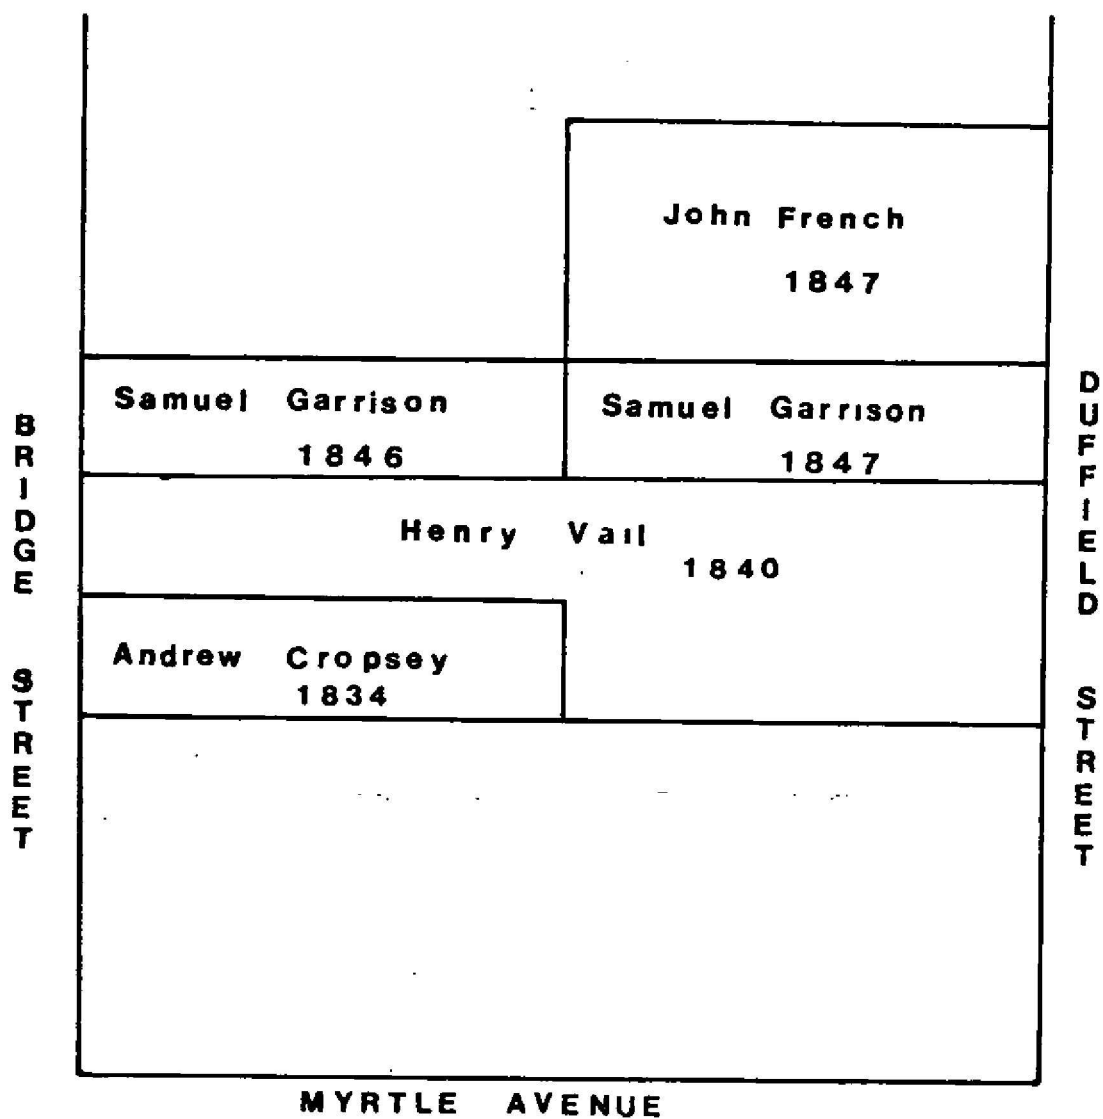 John French
1847
Samuel Garrison
1846
Samuel Garrison
1847
Henry Vail
1840
Andrew Cropsey
1834
BRIDGE STREET
DUFFIELD STREET
MYRTLE AVENUE